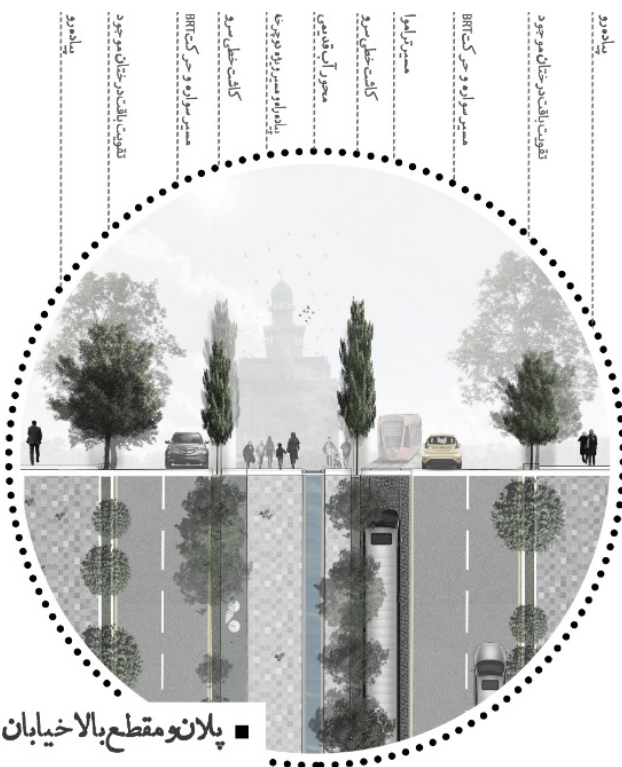 پیاده‌رو
تقویت بافت درختان موجود
مسیر سواره و حرکت BRT
مسیر تراموا
کاشت خطی سرو
محور آب قدیمی
پیاده راه و مسیر ویژه دوچرخه
کاشت خطی سرو
مسیر سواره و حرکت BRT
تقویت بافت درختان موجود
پیاده‌رو
پلان و مقطع بالا خیابان